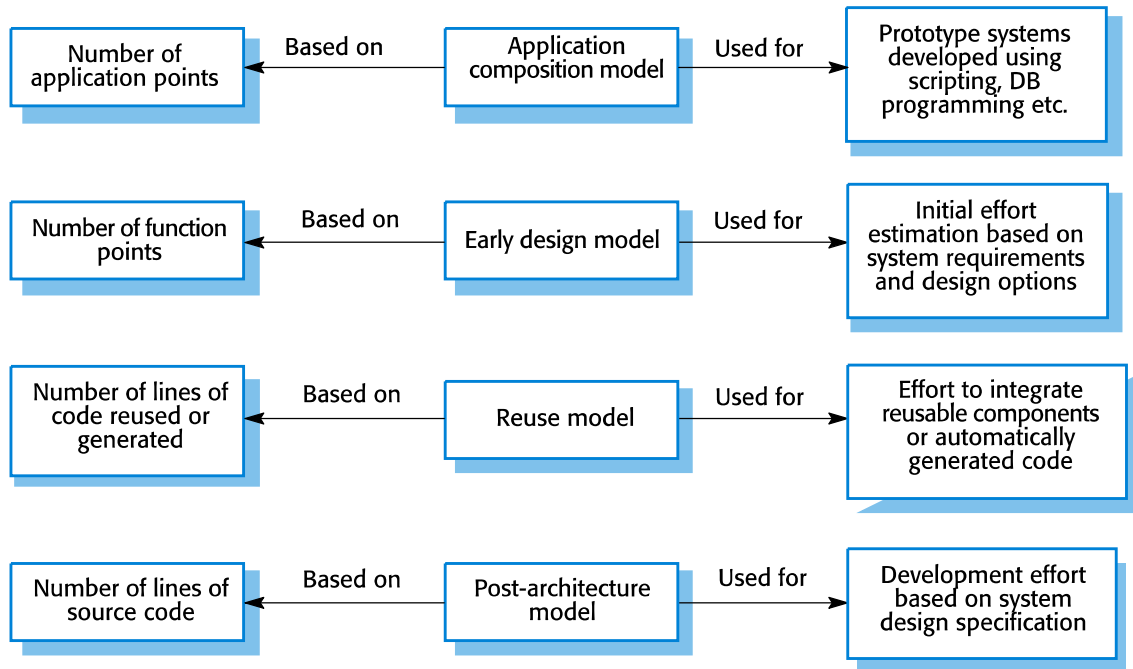 Number of
application points
Based on
Application
composition model
Used for
Prototype systems
developed using
scripting, DB
programming etc.
Number of function
points
Based on
Early design model
Used for
Initial effort
estimation based on
system requirements
and design options
Number of lines of
code reused or
generated
Based on
Reuse model
Used for
Effort to integrate
reusable components
or automatically
generated code
Number of lines of
source code
Based on
Post-architecture
model
Used for
Development effort
based on system
design specification